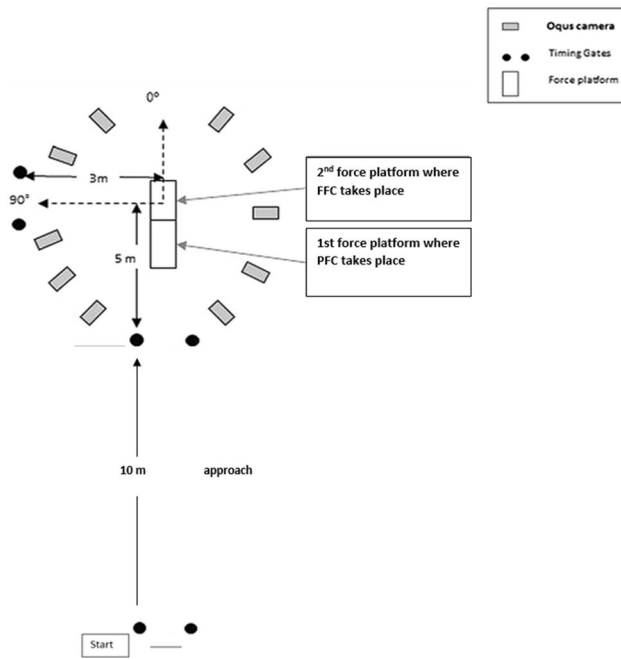 Oqus camera
Timing Gates
Force platform
0°
3m
90°
2nd force platform where
FFC takes place
1st force platform where
PFC takes place
5 m
10 m approach
Start